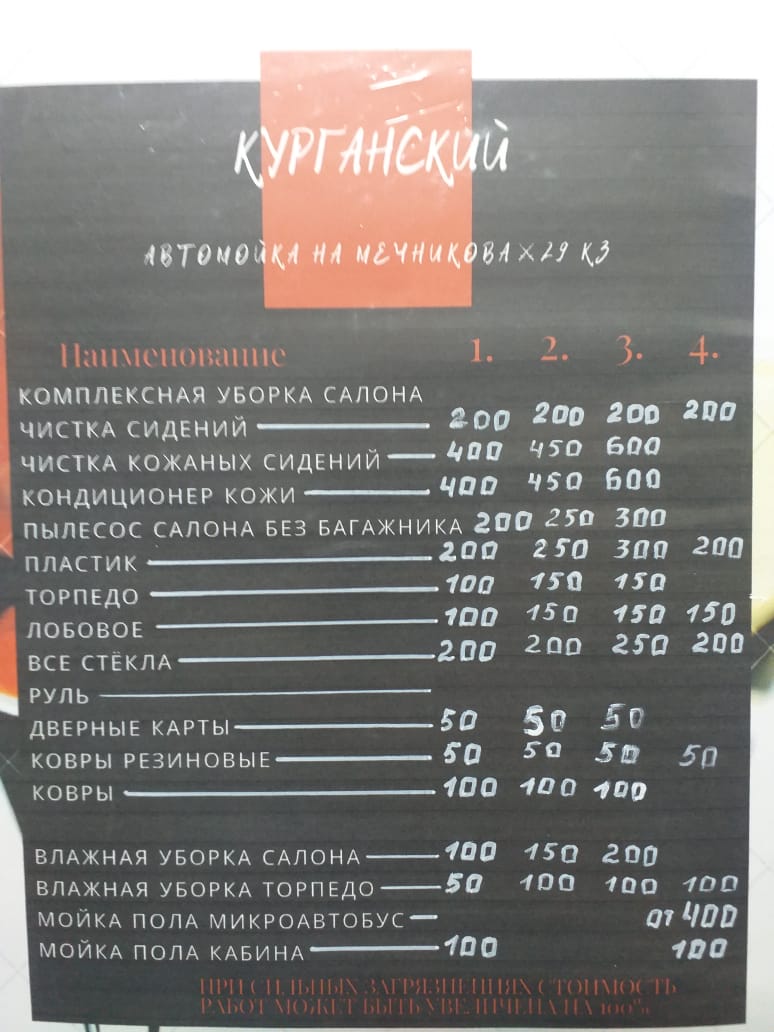 КУРГАНСКИЙ
АВТОМОЙКА НА МЕЧНИКОВА X 29 КЗ
Наименование 1. 2. 3. 4.
КОМПЛЕКСНАЯ УБОРКА САЛОНА
ЧИСТКА СИДЕНИЙ 200 200 200 200
ЧИСТКА КОЖАНЫХ СИДЕНИЙ 400 450 600
КОНДИЦИОНЕР КОЖИ 400 450 600
ПЫЛЕСОС САЛОНА БЕЗ БАГАЖНИКА 200 250 300
ПЛАСТИК 200 250 300 200
ТОРПЕДО 100 150 150
ЛОБОВОЕ 100 150 150 150
ВСЕ СТЁКЛА 200 200 250 200
РУЛЬ
ДВЕРНЫЕ КАРТЫ 50 50 50
КОВРЫ РЕЗИНОВЫЕ 50 50 50 50
КОВРЫ 100 100 100
ВЛАЖНАЯ УБОРКА САЛОНА 100 150 200
ВЛАЖНАЯ УБОРКА ТОРПЕДО 50 100 100 100
МОЙКА ПОЛА МИКРОАВТОБУС от 400
МОЙКА ПОЛА КАБИНА 100 100
ПРИ СИЛЬНЫХ ЗАГРЯЗНЕНИЯХ СТОИМОСТЬ
РАБОТ МОЖЕТ БЫТЬ УВЕЛИЧЕНА НА 100%